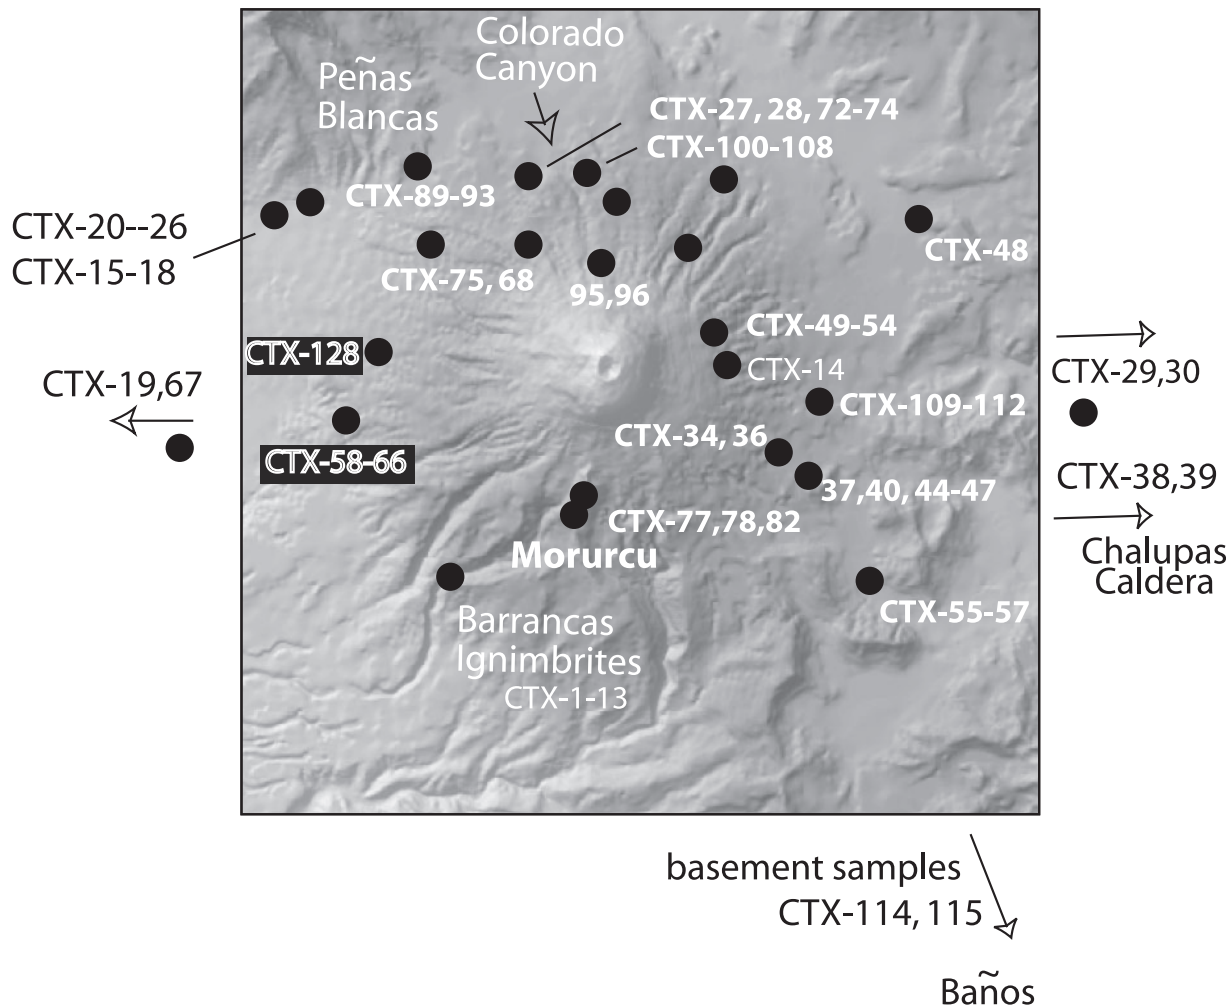 Colorado
Canyon
Peñas
Blancas
CTX-27, 28, 72-74
CTX-100-108
CTX-89-93
CTX-20--26
CTX-15-18
CTX-48
CTX-75, 68
95,96
CTX-49-54
CTX-128
CTX-14
CTX-19,67
CTX-29,30
CTX-109-112
CTX-34, 36
CTX-58-66
37,40, 44-47
CTX-38,39
CTX-77,78,82
Morurcu
Chalupas
Caldera
CTX-55-57
Barrancas
Ignimbrites
CTX-1-13
basement samples
CTX-114, 115
Baños